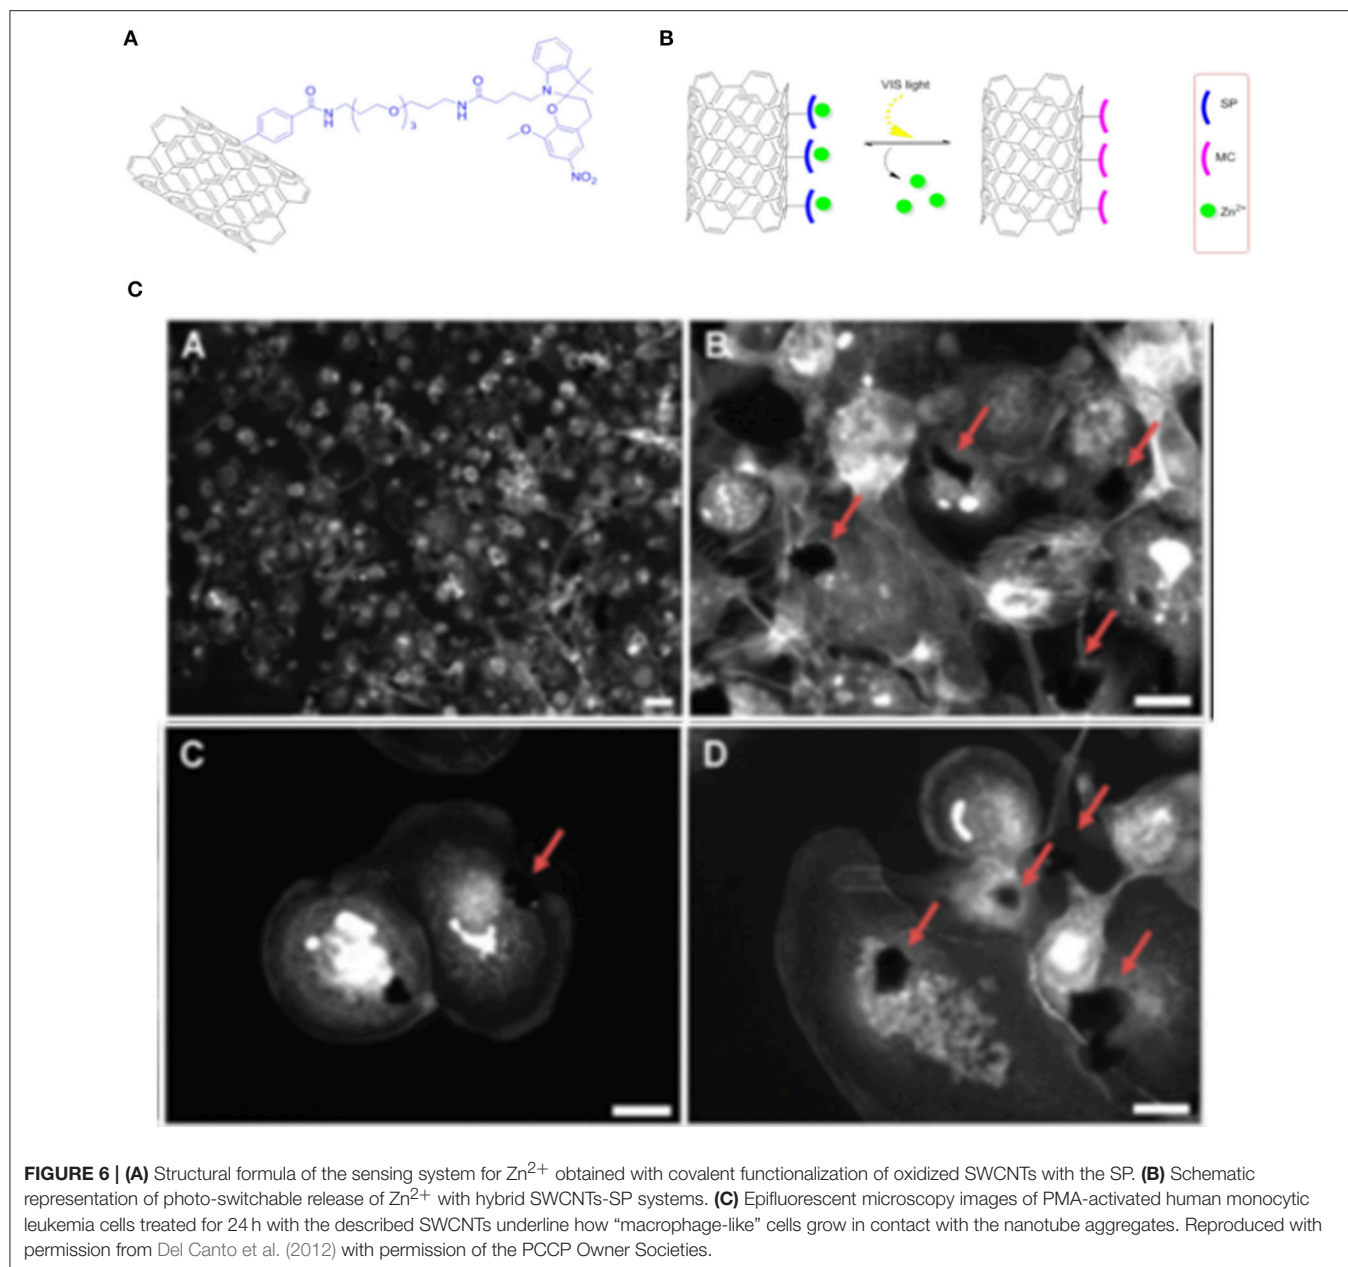 A
B
O
N
H
O
3
N
H
O
N
O
O
NO2
VIS light
SP
MC
Zn2+
C
A
B
C
D
FIGURE 6 | (A) Structural formula of the sensing system for Zn2+ obtained with covalent functionalization of oxidized SWCNTs with the SP. (B) Schematic
representation of photo-switchable release of Zn2+ with hybrid SWCNTs-SP systems. (C) Epifluorescent microscopy images of PMA-activated human monocytic
leukemia cells treated for 24 h with the described SWCNTs underline how “macrophage-like” cells grow in contact with the nanotube aggregates. Reproduced with
permission from Del Canto et al. (2012) with permission of the PCCP Owner Societies.